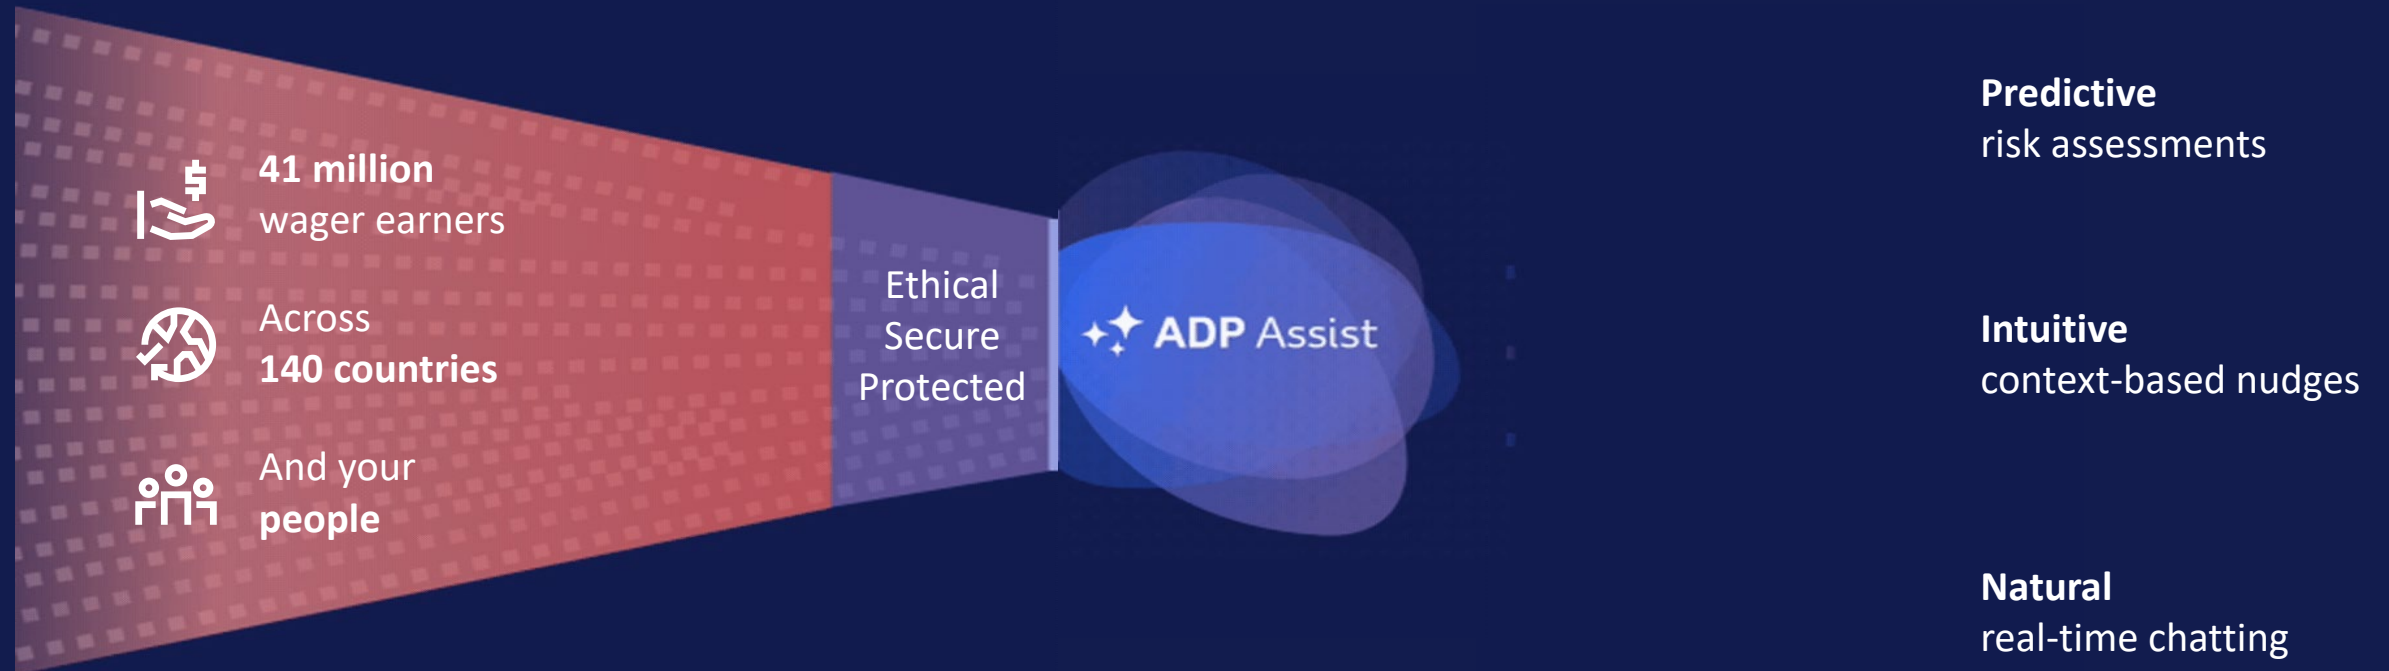 41 million
wager earners
Across
140 countries
And your
people
Ethical
Secure
Protected
ADP Assist
Predictive
risk assessments
Intuitive
context-based nudges
Natural
real-time chatting